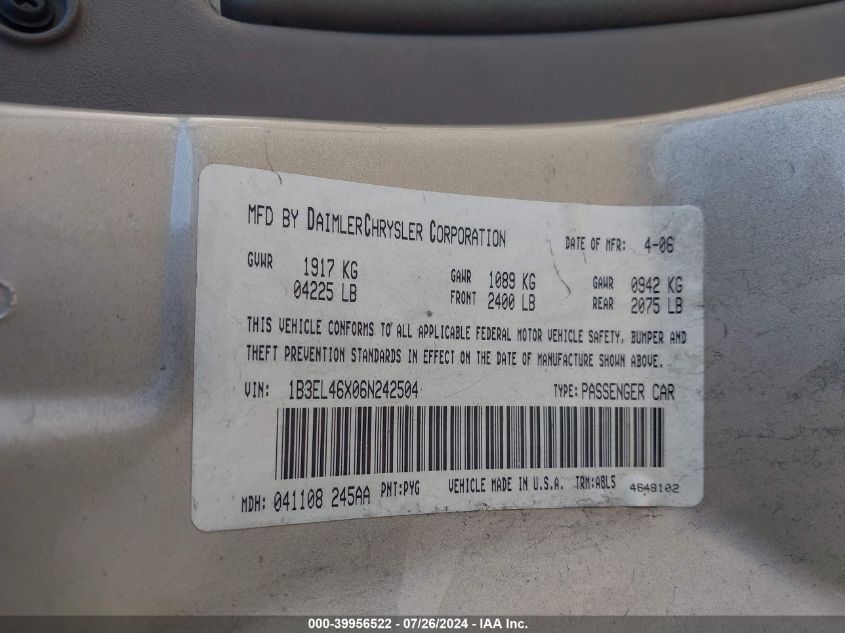 MFD BY DAIMLERCHRYSLER CORPORATION DATE OF MFR: 4-06
GVWR 1917 KG GAWR 1089 KG GAWR 0942 KG
04225 LB FRONT 2400 LB REAR 2075 LB
THIS VEHICLE CONFORMS TO ALL APPLICABLE FEDERAL MOTOR VEHICLE SAFETY, BUMPER AND
THEFT PREVENTION STANDARDS IN EFFECT ON THE DATE OF MANUFACTURE SHOWN ABOVE.
VIN: 1B3EL46X06N242504 TYPE: PASSENGER CAR
MDH: 041108 245AA PNT:PYG VEHICLE MADE IN U.S.A. TRM:ABL5 4648102
000-39956522 - 07/26/2024 - IAA Inc.